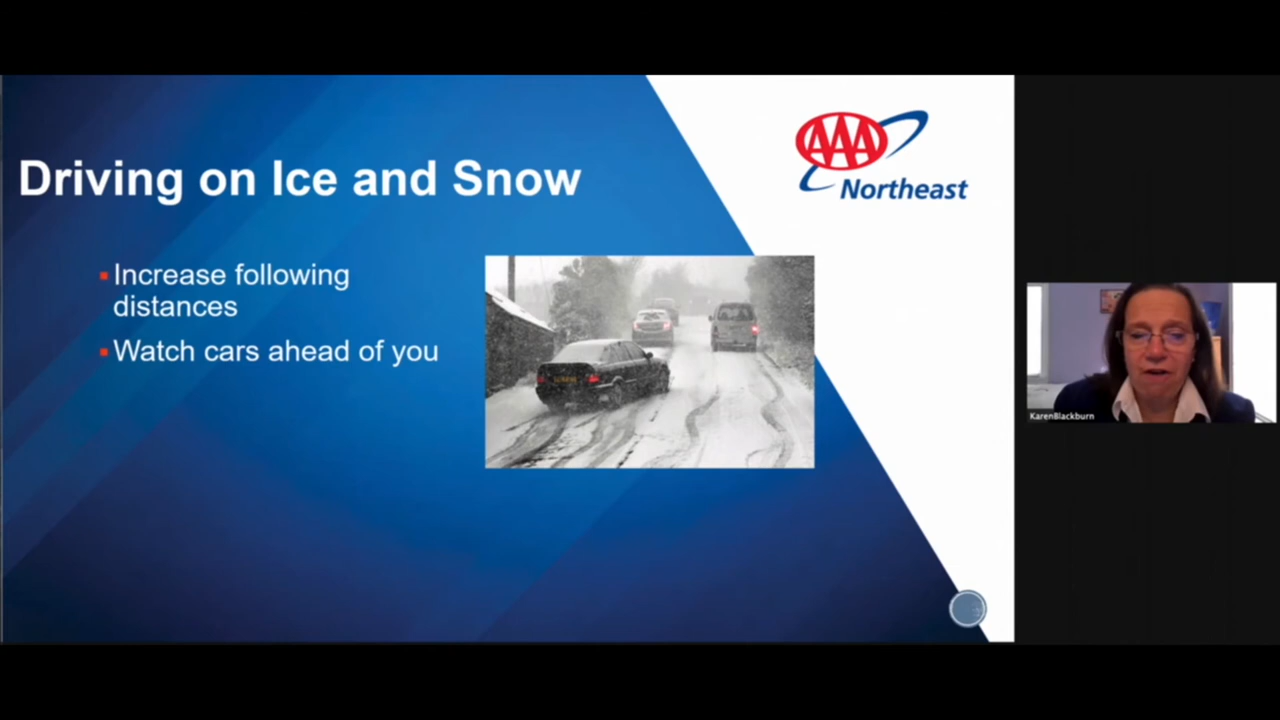 AAA
Northeast
Driving on Ice and Snow
Increase following
distances
Watch cars ahead of you
KarenBlackburn